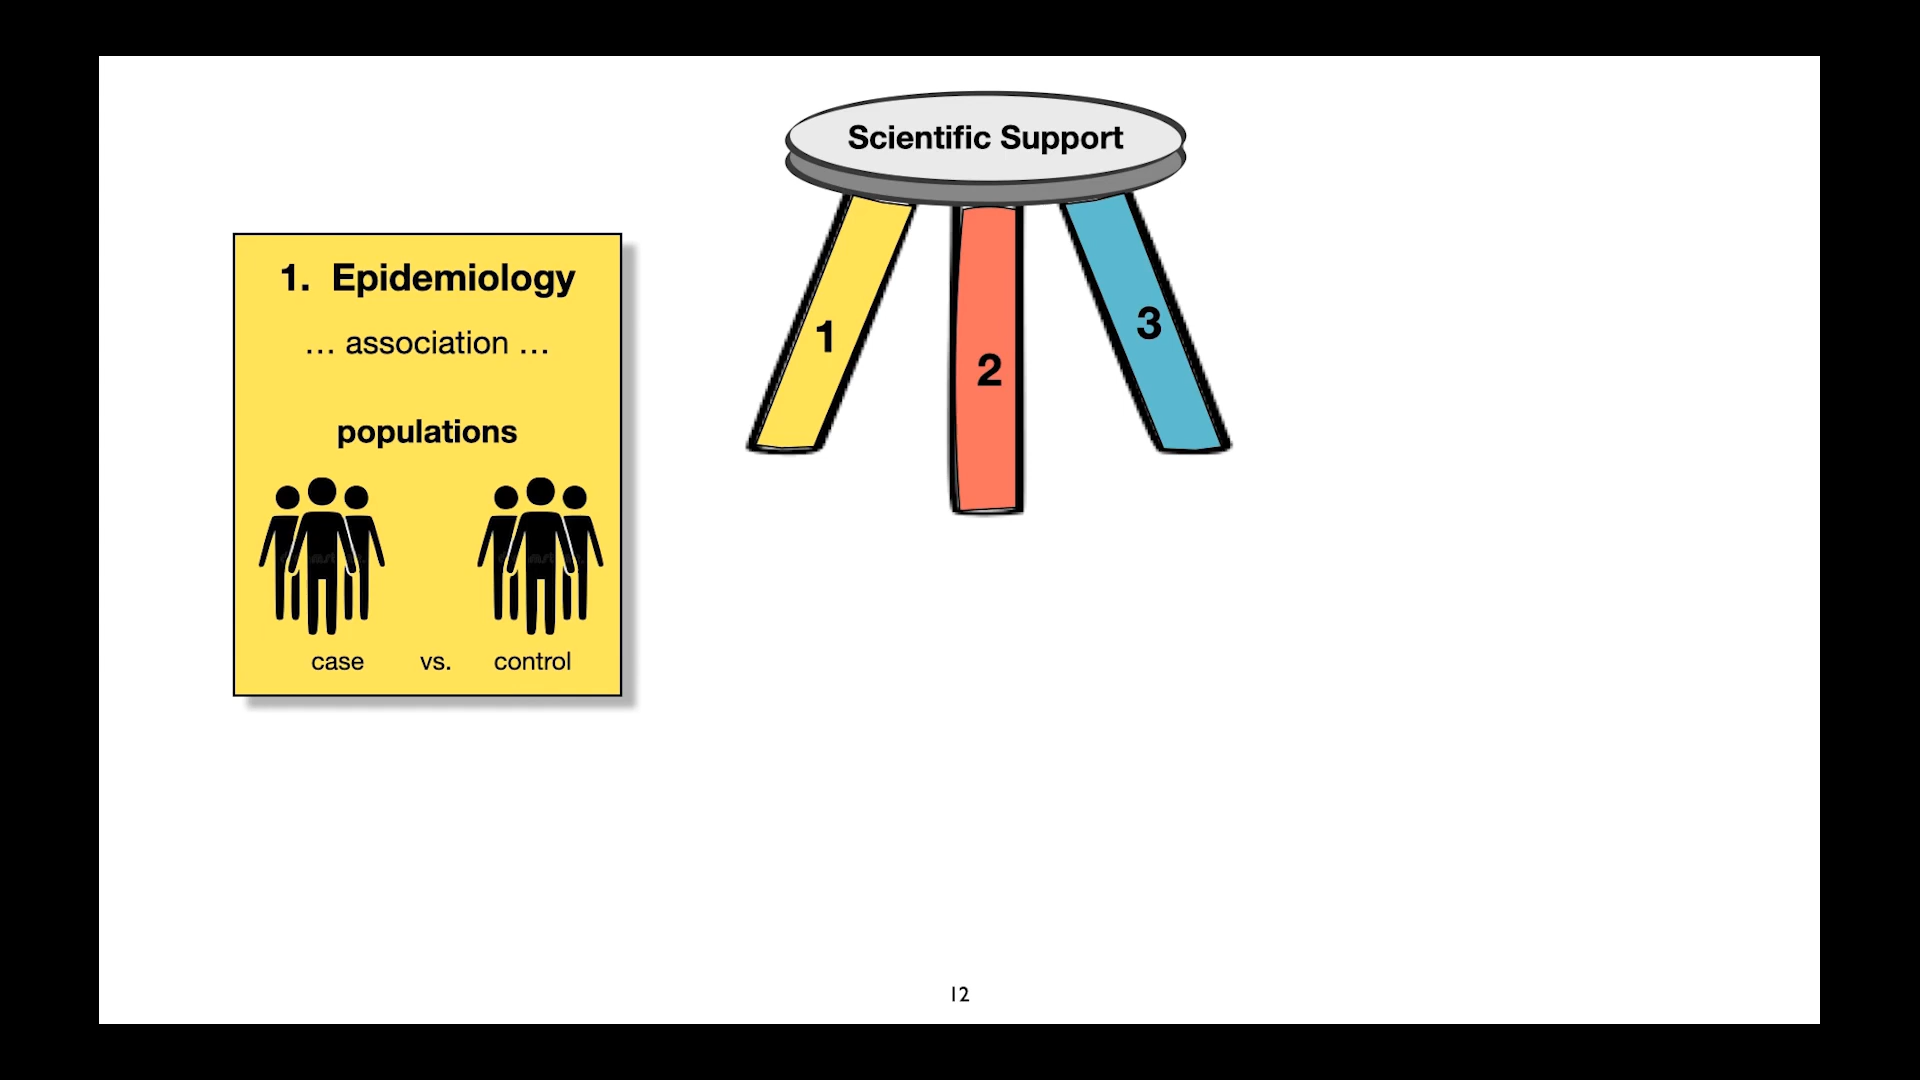 Scientific Support
1
2
3
1. Epidemiology
... association ...
populations
case vs. control
12